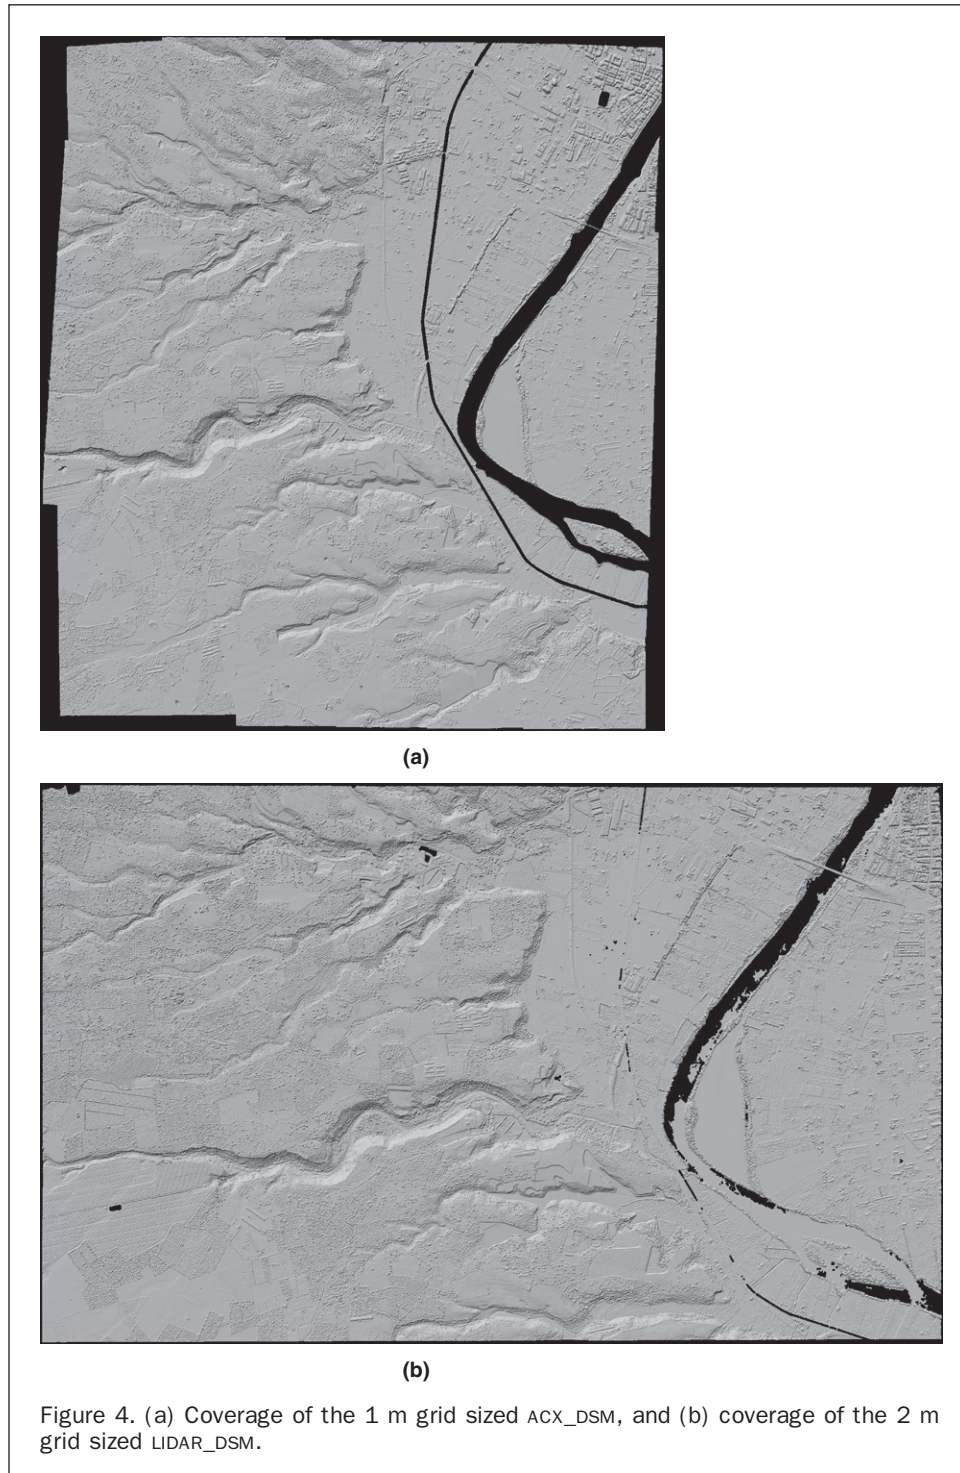 (a)
(b)
Figure 4. (a) Coverage of the 1 m grid sized ACX_DSM, and (b) coverage of the 2 m
grid sized LIDAR_DSM.